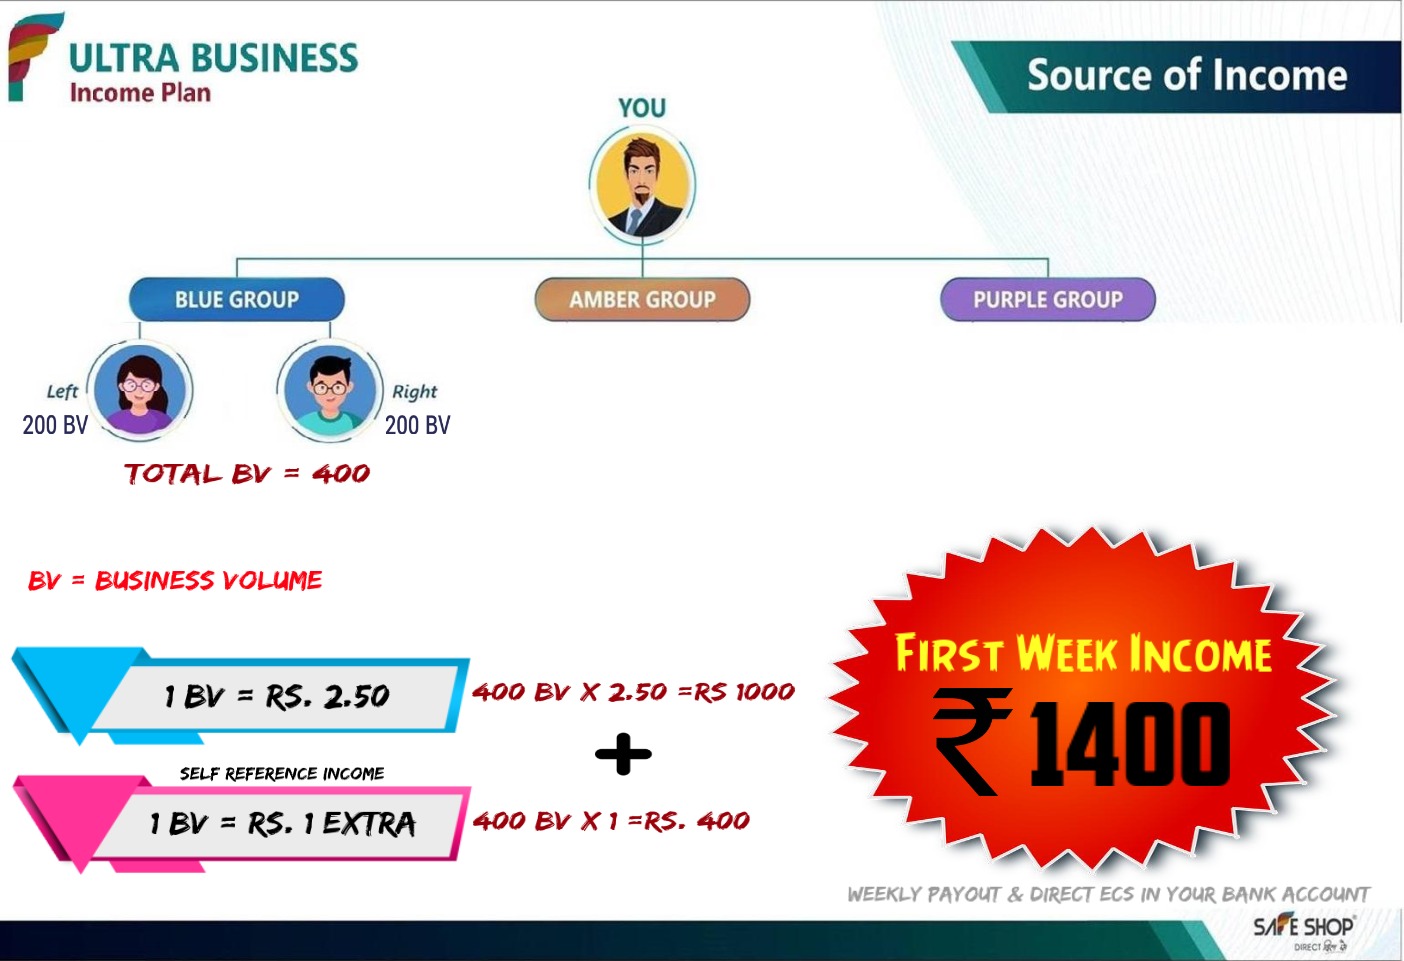 ULTRA BUSINESS
Income Plan
Source of Income
YOU
BLUE GROUP
AMBER GROUP
PURPLE GROUP
Left
200 BV
Right
200 BV
TOTAL BV = 400
BV = BUSINESS VOLUME
1 BV = RS. 2.50
400 BV X 2.50 =RS 1000
+
SELF REFERENCE INCOME
1 BV = RS. 1 EXTRA
400 BV X 1 =RS. 400
FIRST WEEK INCOME
₹ 1400
WEEKLY PAYOUT & DIRECT ECS IN YOUR BANK ACCOUNT
SAFE SHOP
DIRECT दिल से